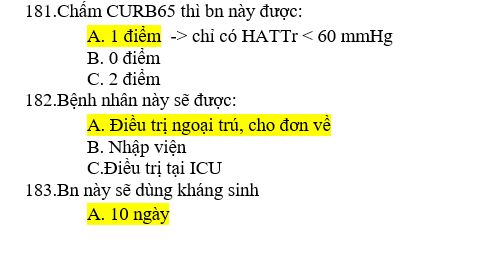 181.Chấm CURB65 thì bn này được:
A. 1 điểm -> chỉ có HATTr < 60 mmHg
B. 0 điểm
C. 2 điểm
182.Bệnh nhân này sẽ được:
A. Điều trị ngoại trú, cho đơn về
B. Nhập viện
C.Điều trị tại ICU
183.Bn này sẽ dùng kháng sinh
A. 10 ngày